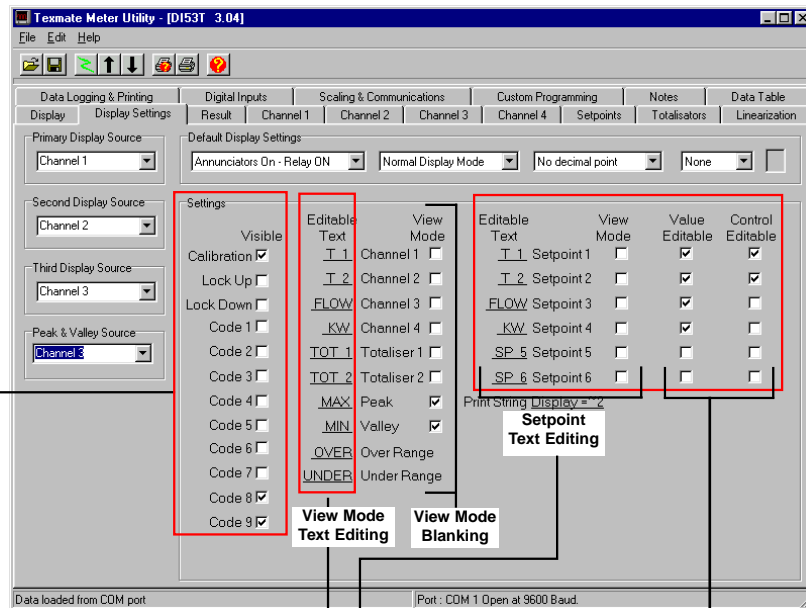 Texmate Meter Utility - [DI53T 3.04]
File Edit Help
Data Logging & Printing Digital Inputs Scaling & Communications Custom Programming Notes Data Table
Display Display Settings Result Channel 1 Channel 2 Channel 3 Channel 4 Setpoints Totalisators Linearization
Primary Display Source
Channel 1
Default Display Settings
Annunciators On - Relay ON Normal Display Mode No decimal point None
Second Display Source
Channel 2
Third Display Source
Channel 3
Peak & Valley Source
Channel 3
Settings
Visible
Calibration
Lock Up
Lock Down
Code 1
Code 2
Code 3
Code 4
Code 5
Code 6
Code 7
Code 8
Code 9
Editable View
Text Mode
T 1 Channel 1
T 2 Channel 2
FLOW Channel 3
KW Channel 4
TOT 1 Totaliser 1
TOT 2 Totaliser 2
MAX Peak
MIN Valley
OVER Over Range
UNDER Under Range
View Mode
Text Editing
View Mode
Blanking
Editable View Value Control
Text Mode Editable Editable
T 1 Setpoint 1
T 2 Setpoint 2
FLOW Setpoint 3
KW Setpoint 4
SP 5 Setpoint 5
SP 6 Setpoint 6
Print String Display = ~2
Setpoint
Text Editing
Data loaded from COM port Port : COM 1 Open at 9600 Baud.